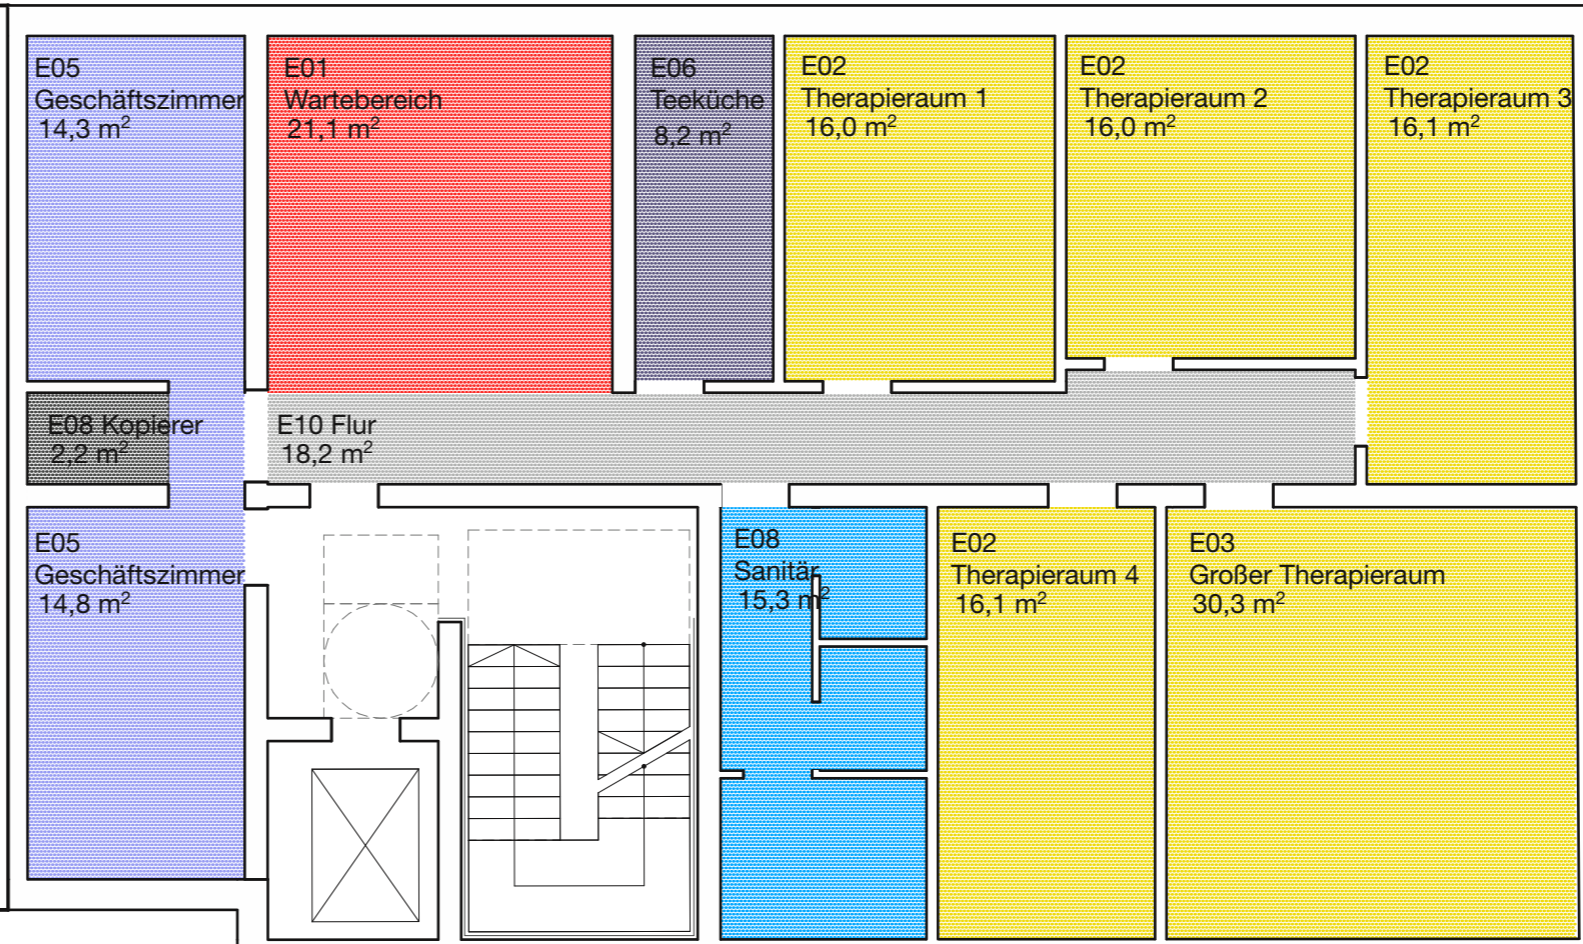 E05
Geschäftszimmer
14,3 m²
E01
Wartebereich
21,1 m²
E06
Teeküche
8,2 m²
E02
Therapieraum 1
16,0 m²
E02
Therapieraum 2
16,0 m²
E02
Therapieraum 3
16,1 m²
E08 Kopierer
2,2 m²
E10 Flur
18,2 m²
E05
Geschäftszimmer
14,8 m²
E08
Sanitär
15,3 m²
E02
Therapieraum 4
16,1 m²
E03
Großer Therapieraum
30,3 m²